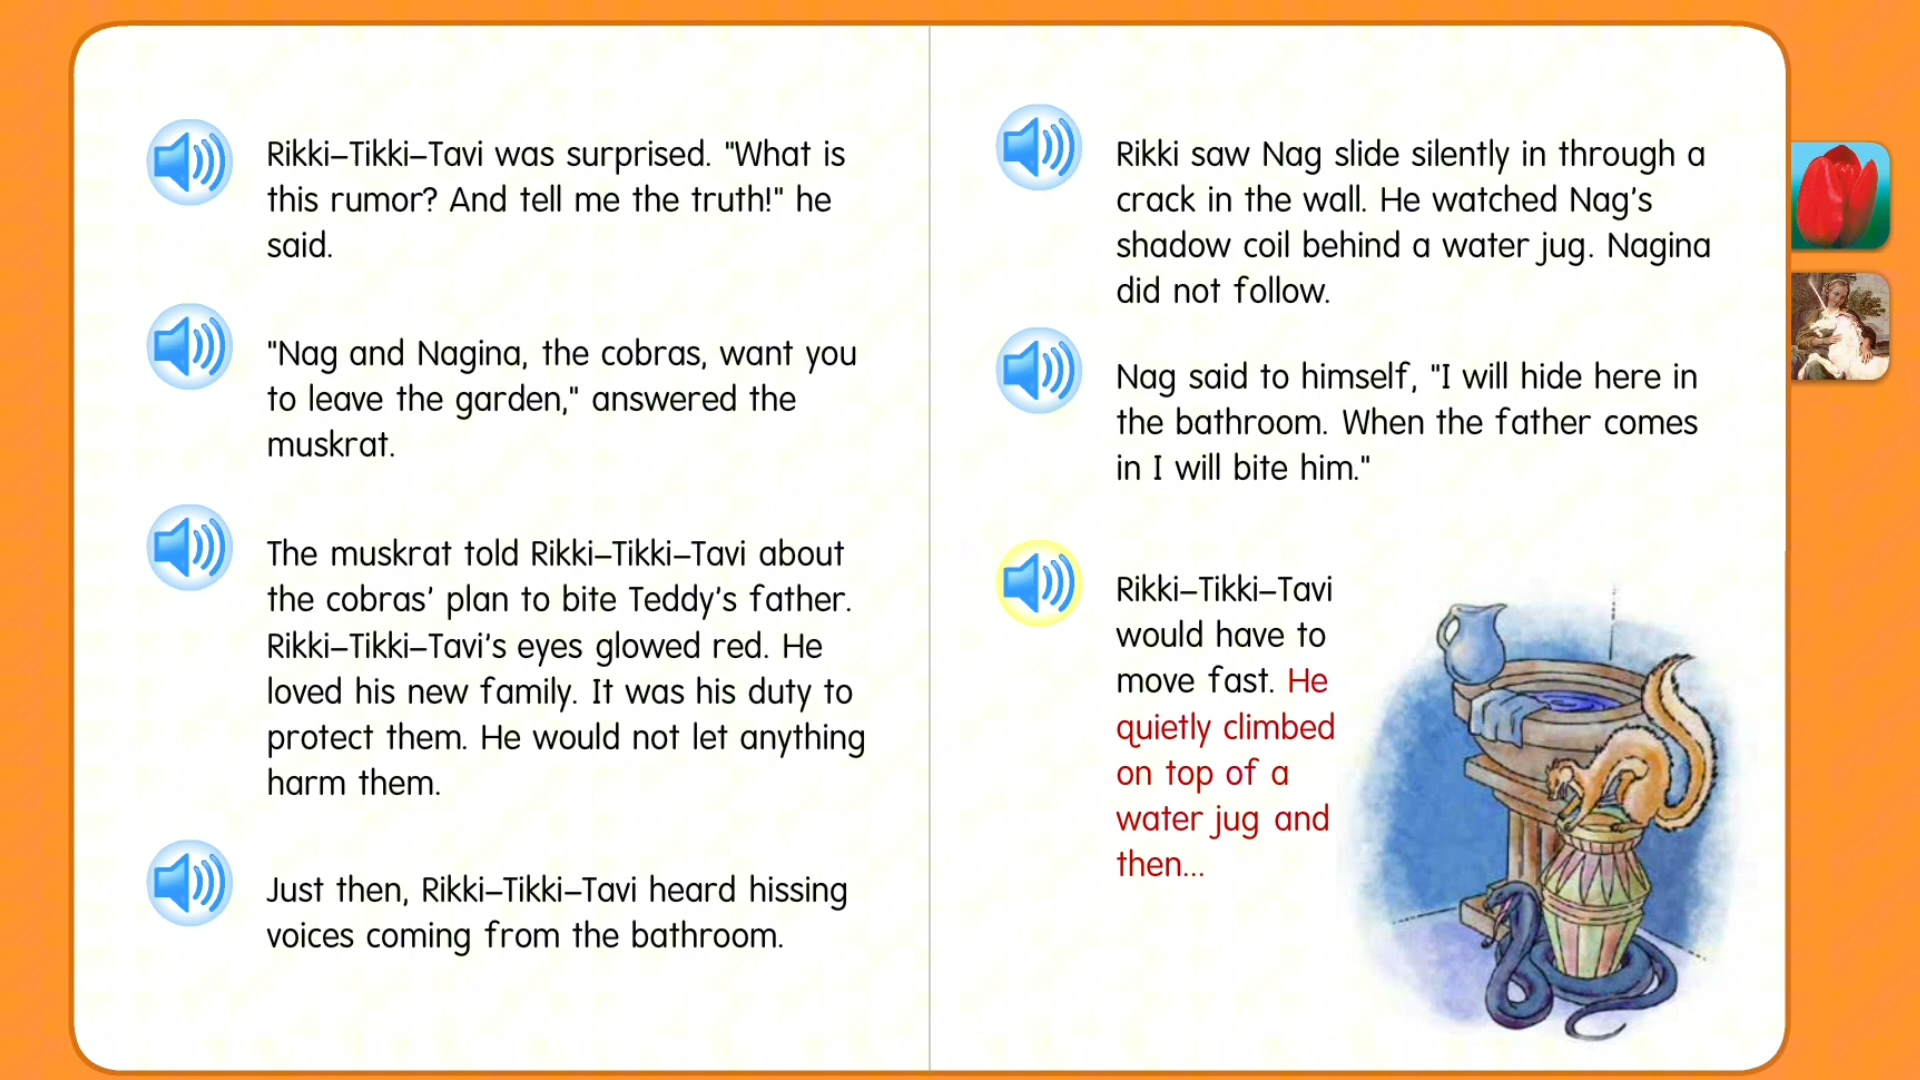 Rikki–Tikki–Tavi was surprised. "What is
this rumor? And tell me the truth!" he
said.
"Nag and Nagina, the cobras, want you
to leave the garden," answered the
muskrat.
The muskrat told Rikki–Tikki–Tavi about
the cobras’ plan to bite Teddy’s father.
Rikki–Tikki–Tavi’s eyes glowed red. He
loved his new family. It was his duty to
protect them. He would not let anything
harm them.
Just then, Rikki–Tikki–Tavi heard hissing
voices coming from the bathroom.
Rikki saw Nag slide silently in through a
crack in the wall. He watched Nag’s
shadow coil behind a water jug. Nagina
did not follow.
Nag said to himself, "I will hide here in
the bathroom. When the father comes
in I will bite him."
Rikki–Tikki–Tavi
would have to
move fast. He
quietly climbed
on top of a
water jug and
then...